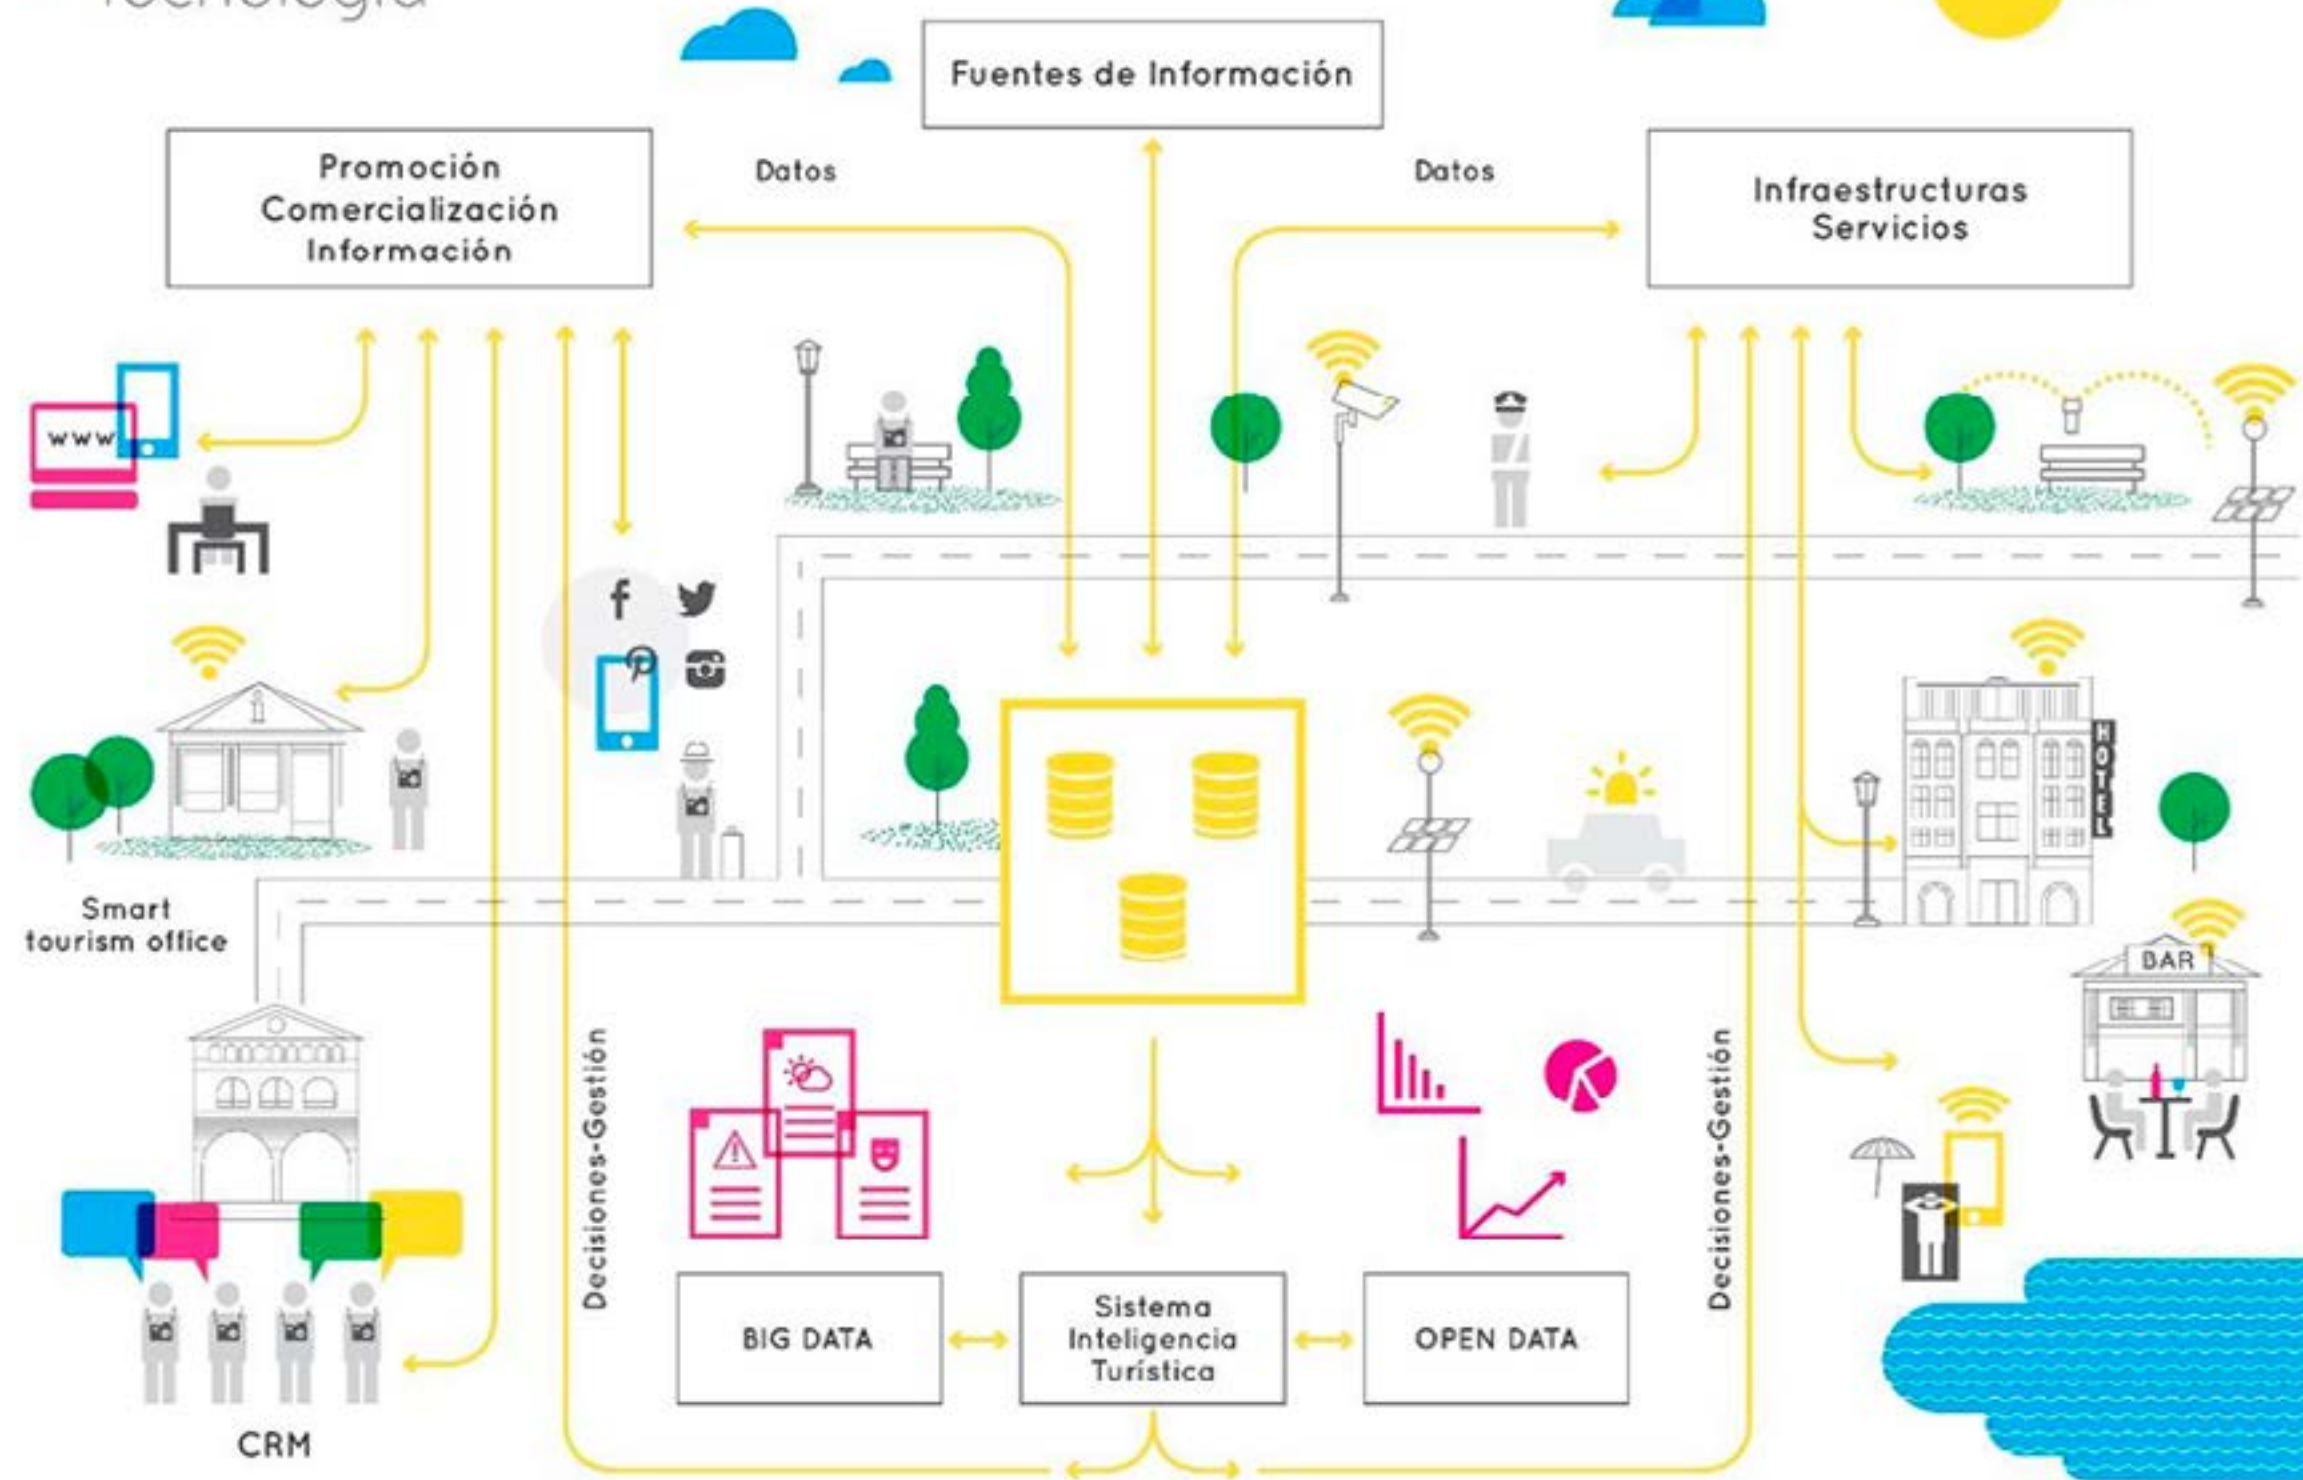 Tecnología
Fuentes de Información
Promoción
Comercialización
Información
Datos
Datos
Infraestructuras
Servicios
www
f
i
HOTEL
Smart
tourism office
BAR
Decisiones-Gestión
Decisiones-Gestión
BIG DATA
Sistema
Inteligencia
Turística
OPEN DATA
CRM